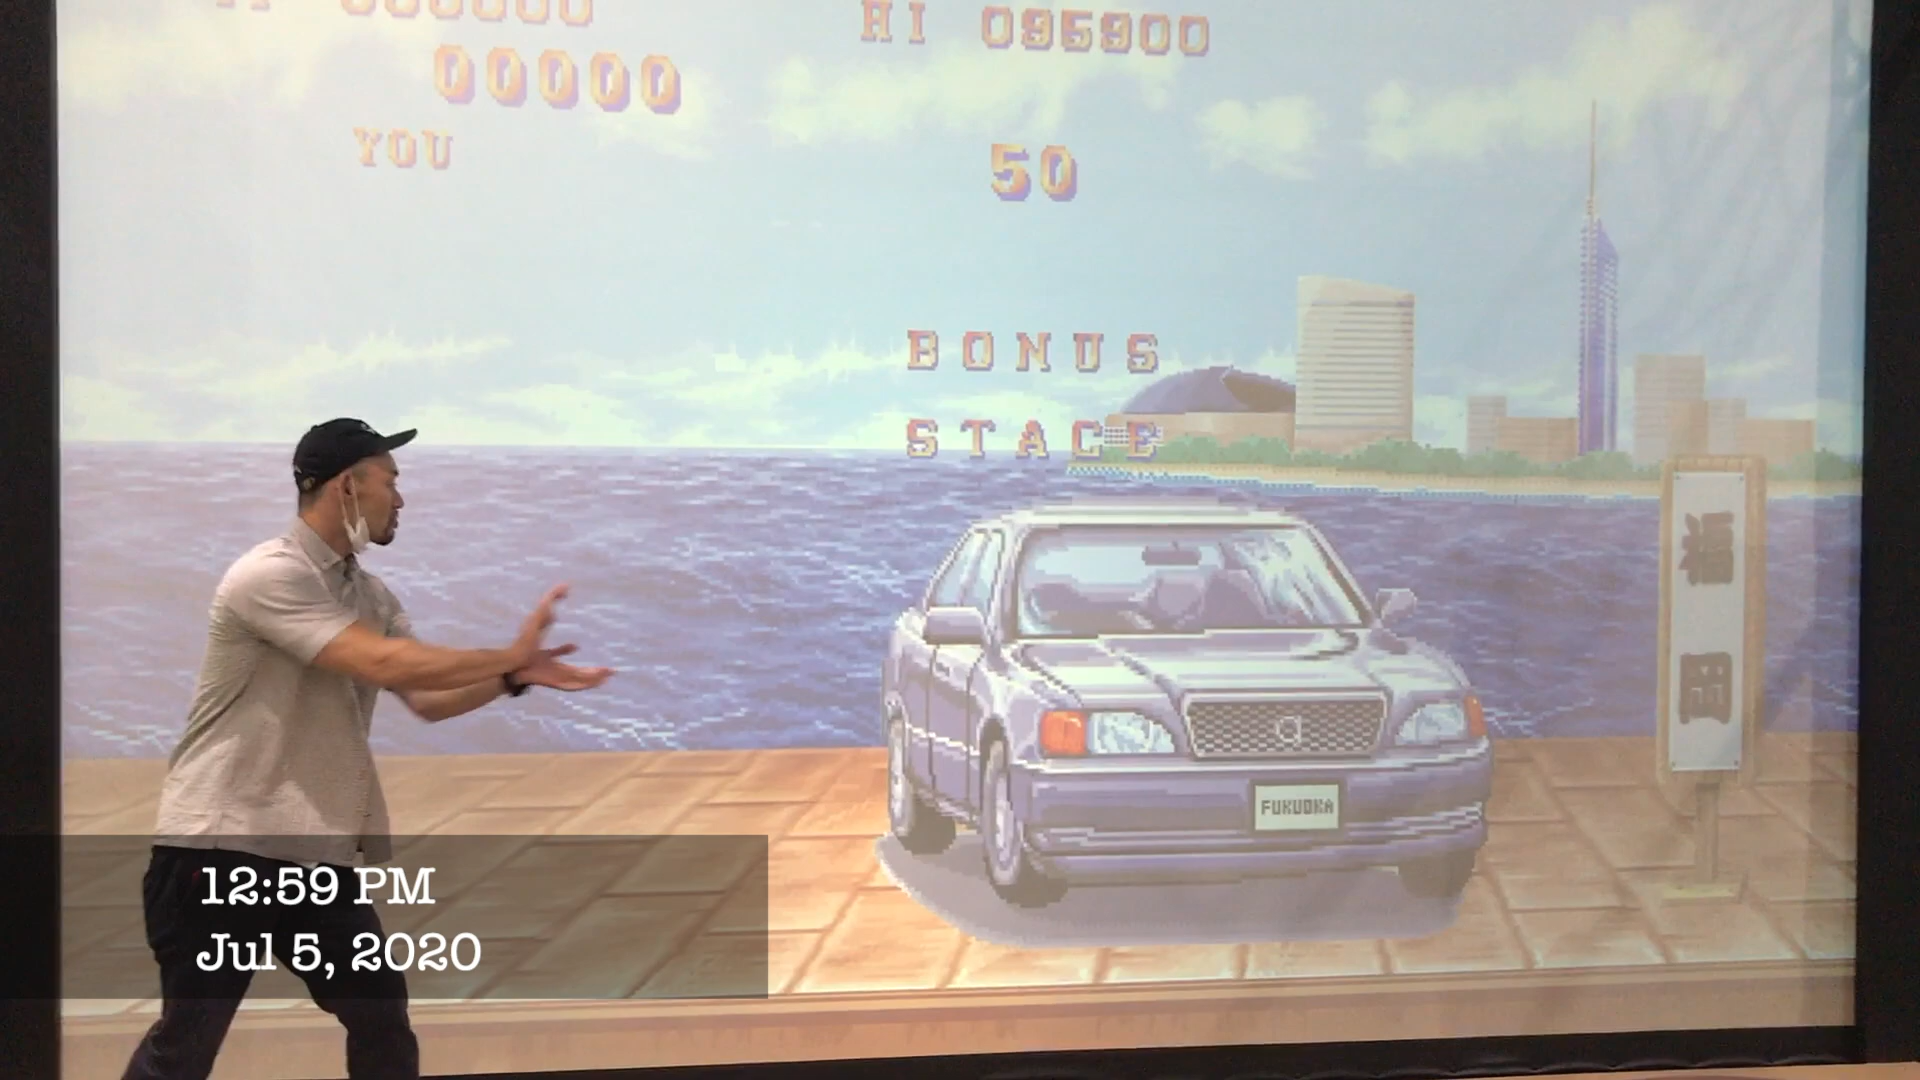 HI 095900
00000
YOU
50
BONUS
STAGE
福岡
FUKUOKA
12:59 PM
Jul 5, 2020